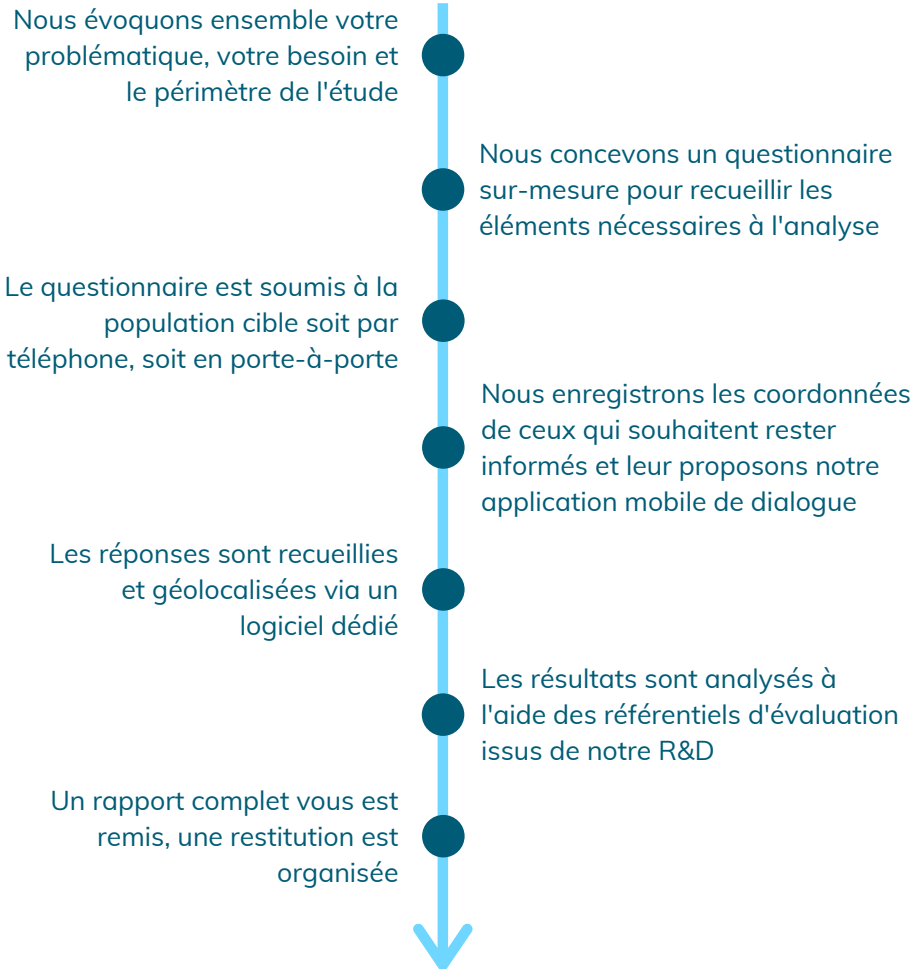 Nous évoquons ensemble votre
problématique, votre besoin et
le périmètre de l'étude
Nous concevons un questionnaire
sur-mesure pour recueillir les
éléments nécessaires à l'analyse
Le questionnaire est soumis à la
population cible soit par
téléphone, soit en porte-à-porte
Nous enregistrons les coordonnées
de ceux qui souhaitent rester
informés et leur proposons notre
application mobile de dialogue
Les réponses sont recueillies
et géolocalisées via un
logiciel dédié
Les résultats sont analysés à
l'aide des référentiels d'évaluation
issus de notre R&D
Un rapport complet vous est
remis, une restitution est
organisée